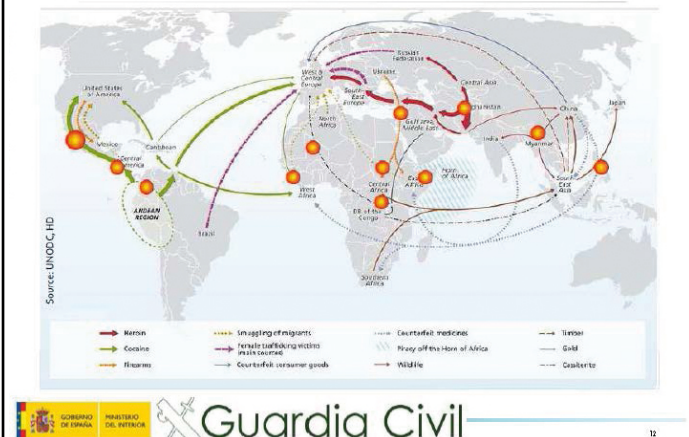 Russian
Federation
West &
Central
Europe
Ukraine
Central Asia
United States
of America
South-
East
Europe
Afghanistan
China
Japan
North
Africa
Gulf area,
Middle East
Mexico
Caribbean
India
Myanmar
Central
America
West
Africa
Central
Africa
East
Africa
Horn
of Africa
South-
East
Asia
ANDEAN
REGION
DR of the
Congo
Brazil
Southern
Africa
Source: UNODC, HD
Heroin
Smuggling of migrants
Counterfeit medicines
Timber
Cocaine
Female trafficking victims
(main sources)
Piracy off the Horn of Africa
Gold
Firearms
Counterfeit consumer goods
Wildlife
Cassiterite
GOBIERNO
DE ESPAÑA
MINISTERIO
DEL INTERIOR
Guardia Civil
12